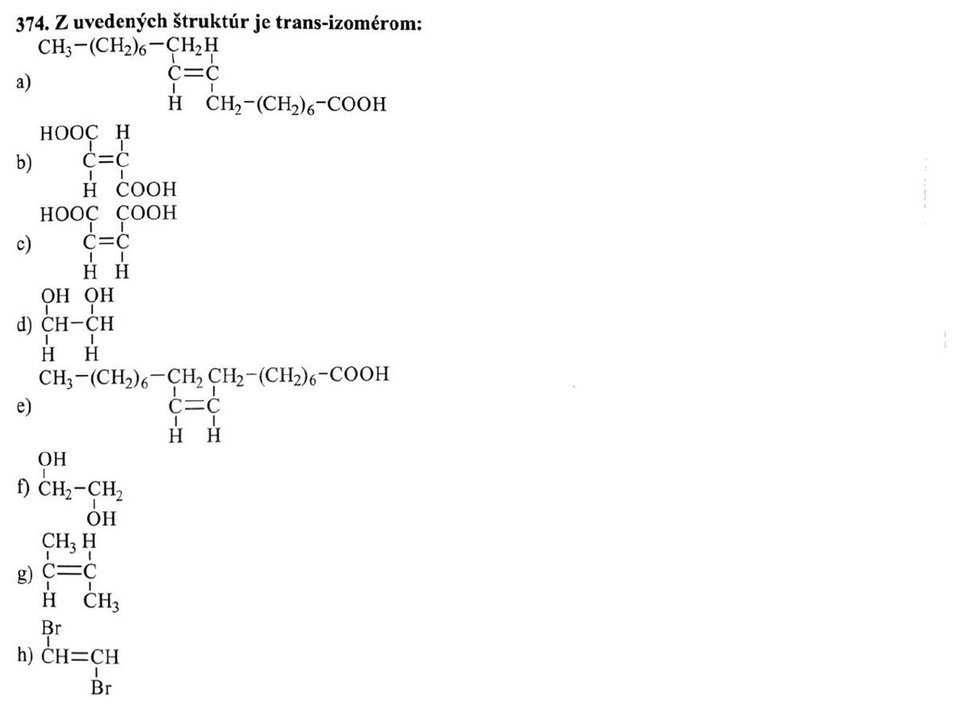 374. Z uvedených štruktúr je trans-izomérom:
CH₃−(CH₂)₆−CH₂H
C=C
a)
H CH₂−(CH₂)₆−COOH
HOOC H
b) C=C
H COOH
HOOC COOH
c) C=C
H H
OH OH
d) CH−CH
H H
CH₃−(CH₂)₆−CH₂ CH₂−(CH₂)₆−COOH
e) C=C
H H
OH
f) CH₂−CH₂
OH
CH₃ H
g) C=C
H CH₃
Br
h) CH=CH
Br